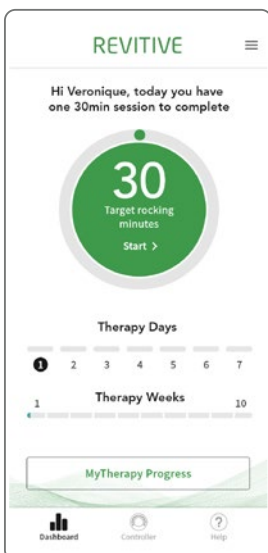 REVITIVE
Hi Veronique, today you have
one 30min session to complete
30
Target rocking
minutes
Start >
Therapy Days
1 2 3 4 5 6 7
1 Therapy Weeks 10
MyTherapy Progress
Dashboard Controller Help